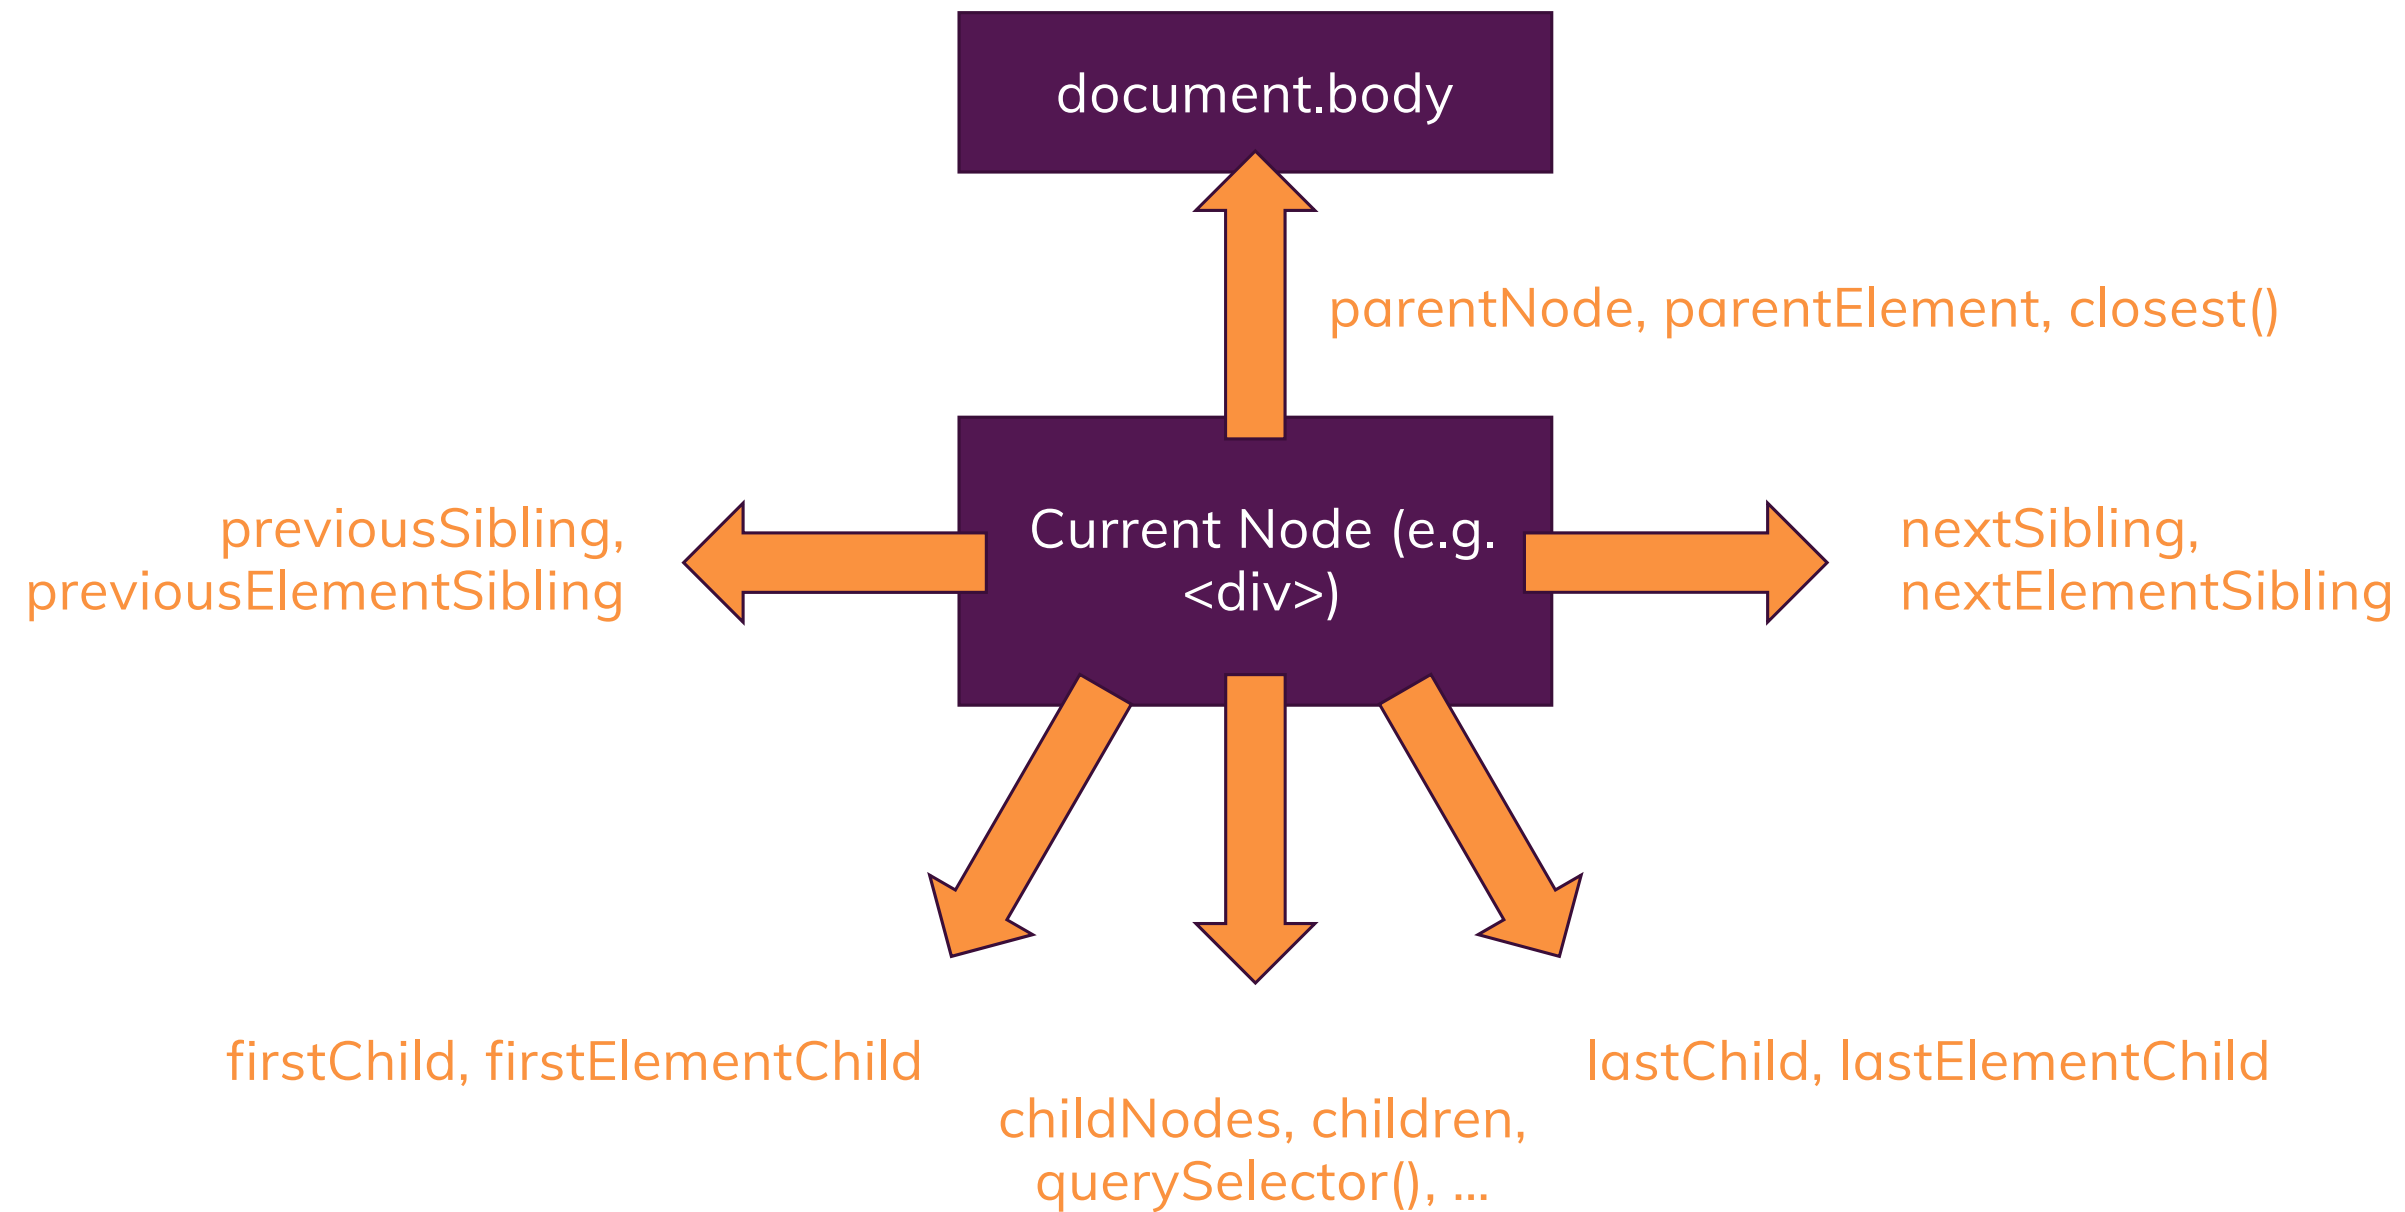 document.body
parentNode, parentElement, closest()
previousSibling,
previousElementSibling
Current Node (e.g.
<div>)
nextSibling,
nextElementSibling
firstChild, firstElementChild
childNodes, children,
querySelector(), ...
lastChild, lastElementChild